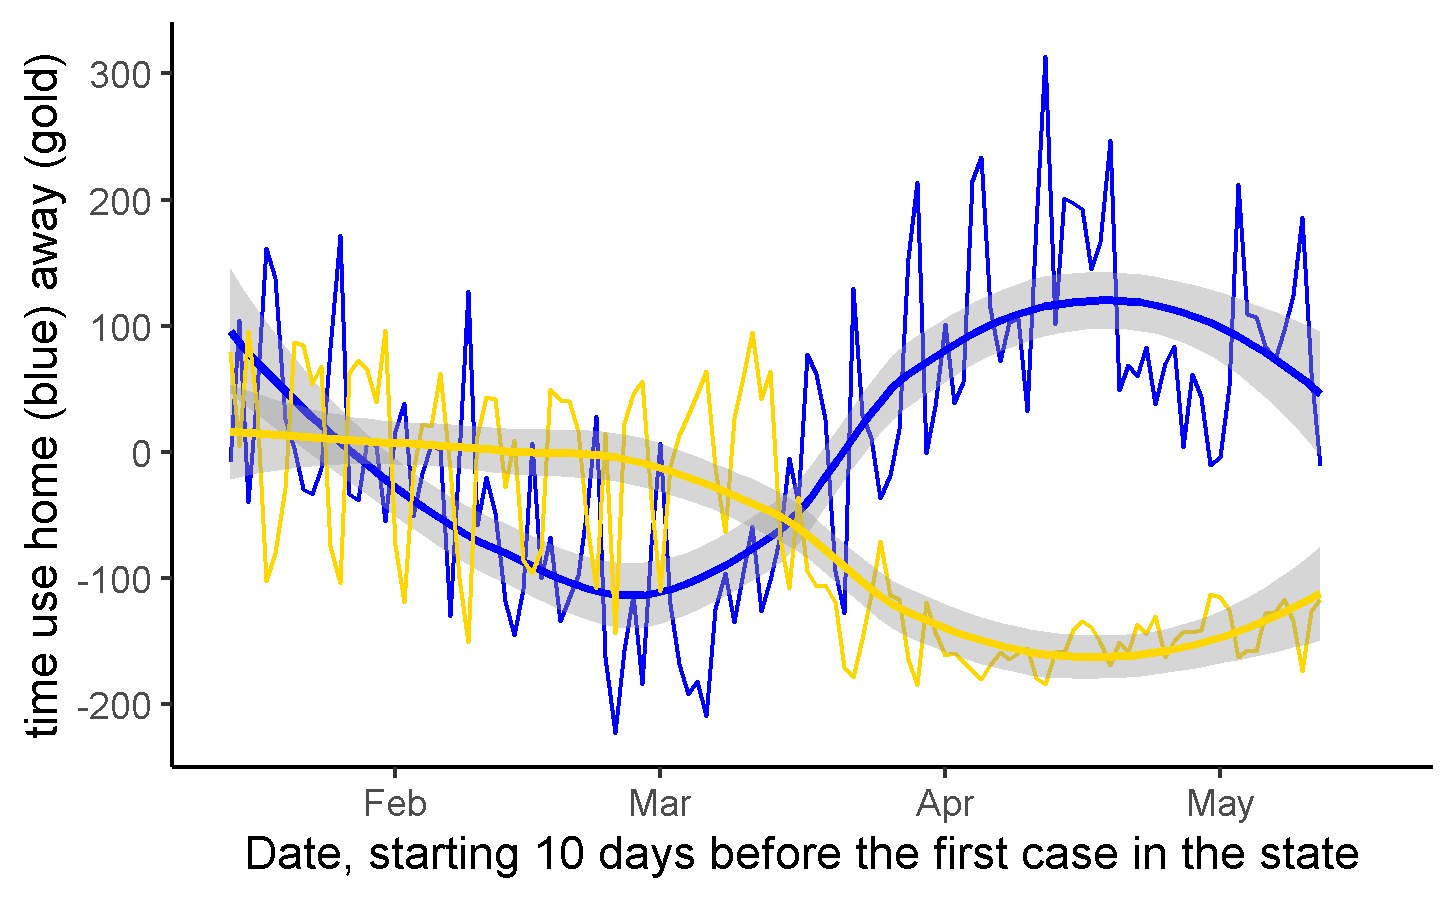 time use home (blue) away (gold)
300
200
100
0
-100
-200
Feb Mar Apr May
Date, starting 10 days before the first case in the state